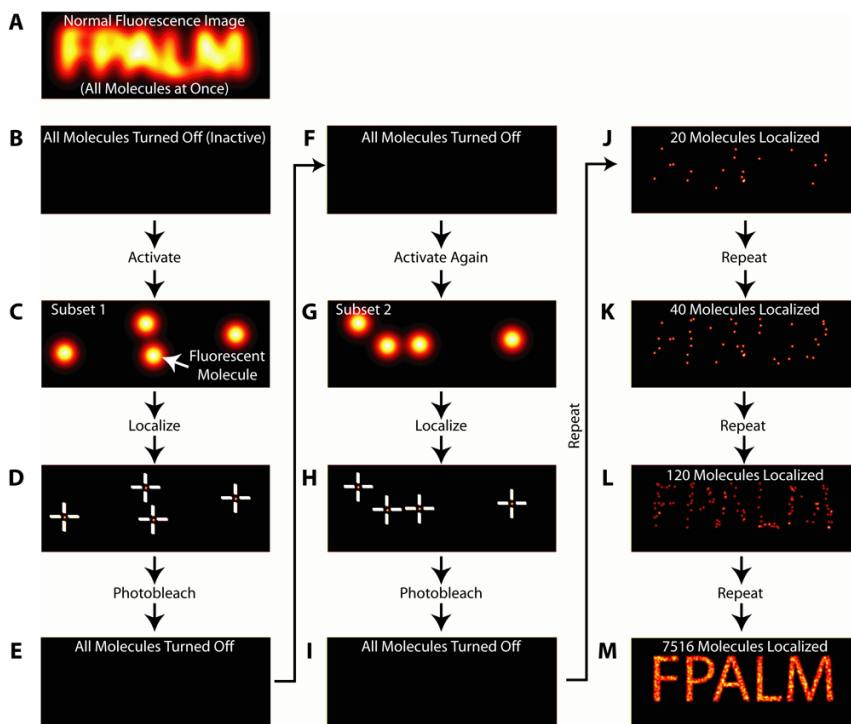 A
Normal Fluorescence Image
FPALM
(All Molecules at Once)
B
All Molecules Turned Off (Inactive)
Activate
C
Subset 1
Fluorescent
Molecule
Localize
D
Photobleach
E
All Molecules Turned Off
F
All Molecules Turned Off
Activate Again
G
Subset 2
Localize
H
Photobleach
I
All Molecules Turned Off
Repeat
J
20 Molecules Localized
Repeat
K
40 Molecules Localized
Repeat
L
120 Molecules Localized
Repeat
M
7516 Molecules Localized
FPALM